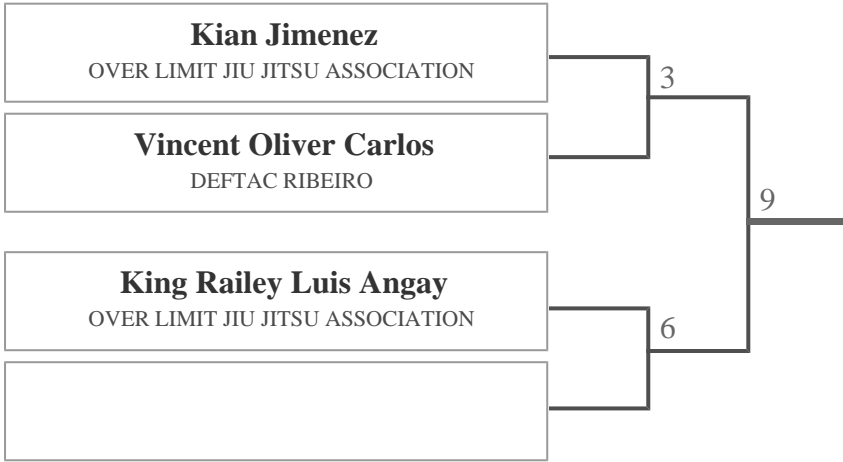 Kian Jimenez
OVER LIMIT JIU JITSU ASSOCIATION
3
Vincent Oliver Carlos
DEFTAC RIBEIRO
9
King Railey Luis Angay
OVER LIMIT JIU JITSU ASSOCIATION
6